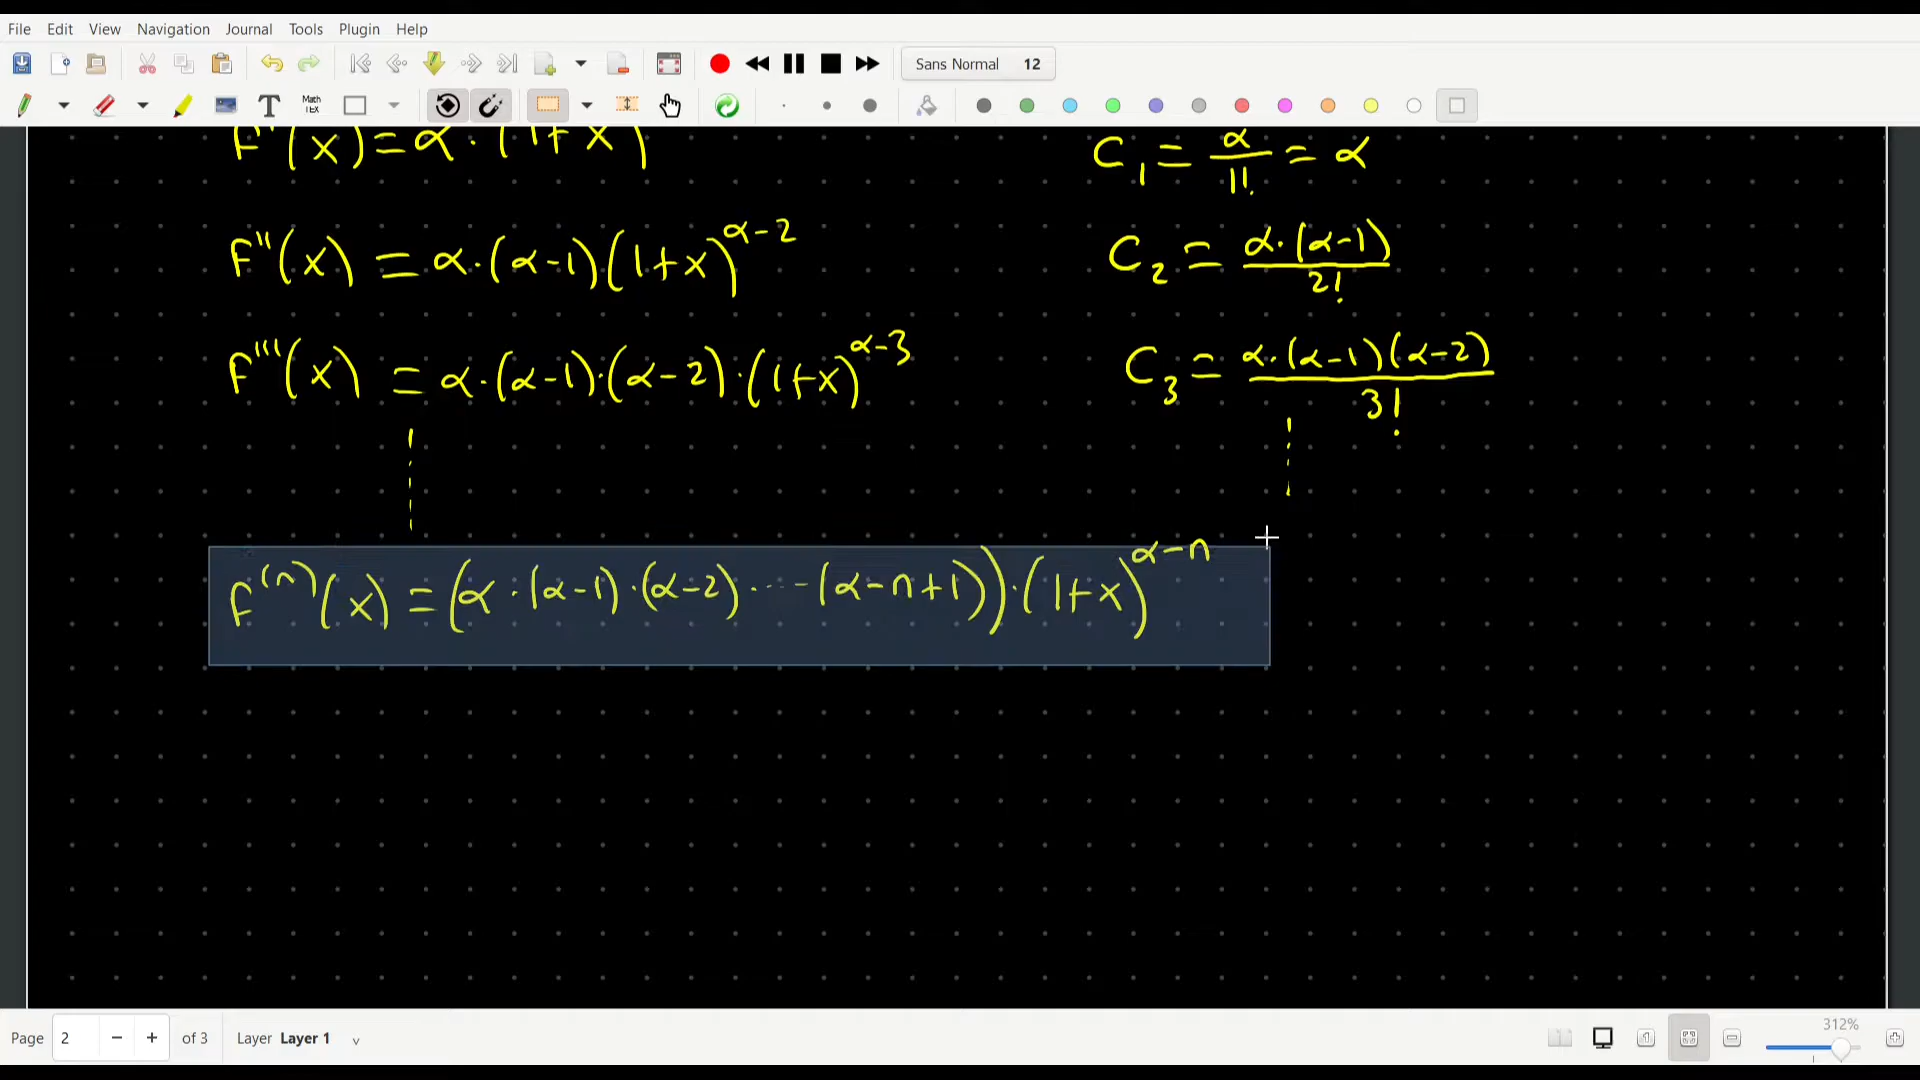 File Edit View Navigation Journal Tools Plugin Help
Sans Normal 12
Math
TEX
F'(x) = α · (1+x)
C₁ = α/1! = α
F''(x) = α·(α-1)(1+x)^(α-2)
C₂ = α·(α-1)/2!
F'''(x) = α·(α-1)·(α-2)·(1+x)^(α-3)
C₃ = α·(α-1)(α-2)/3!
F^(n)(x) = (α·(α-1)·(α-2)·...-(α-n+1))·(1+x)^(α-n)
Page 2 − + of 3 Layer Layer 1
312%